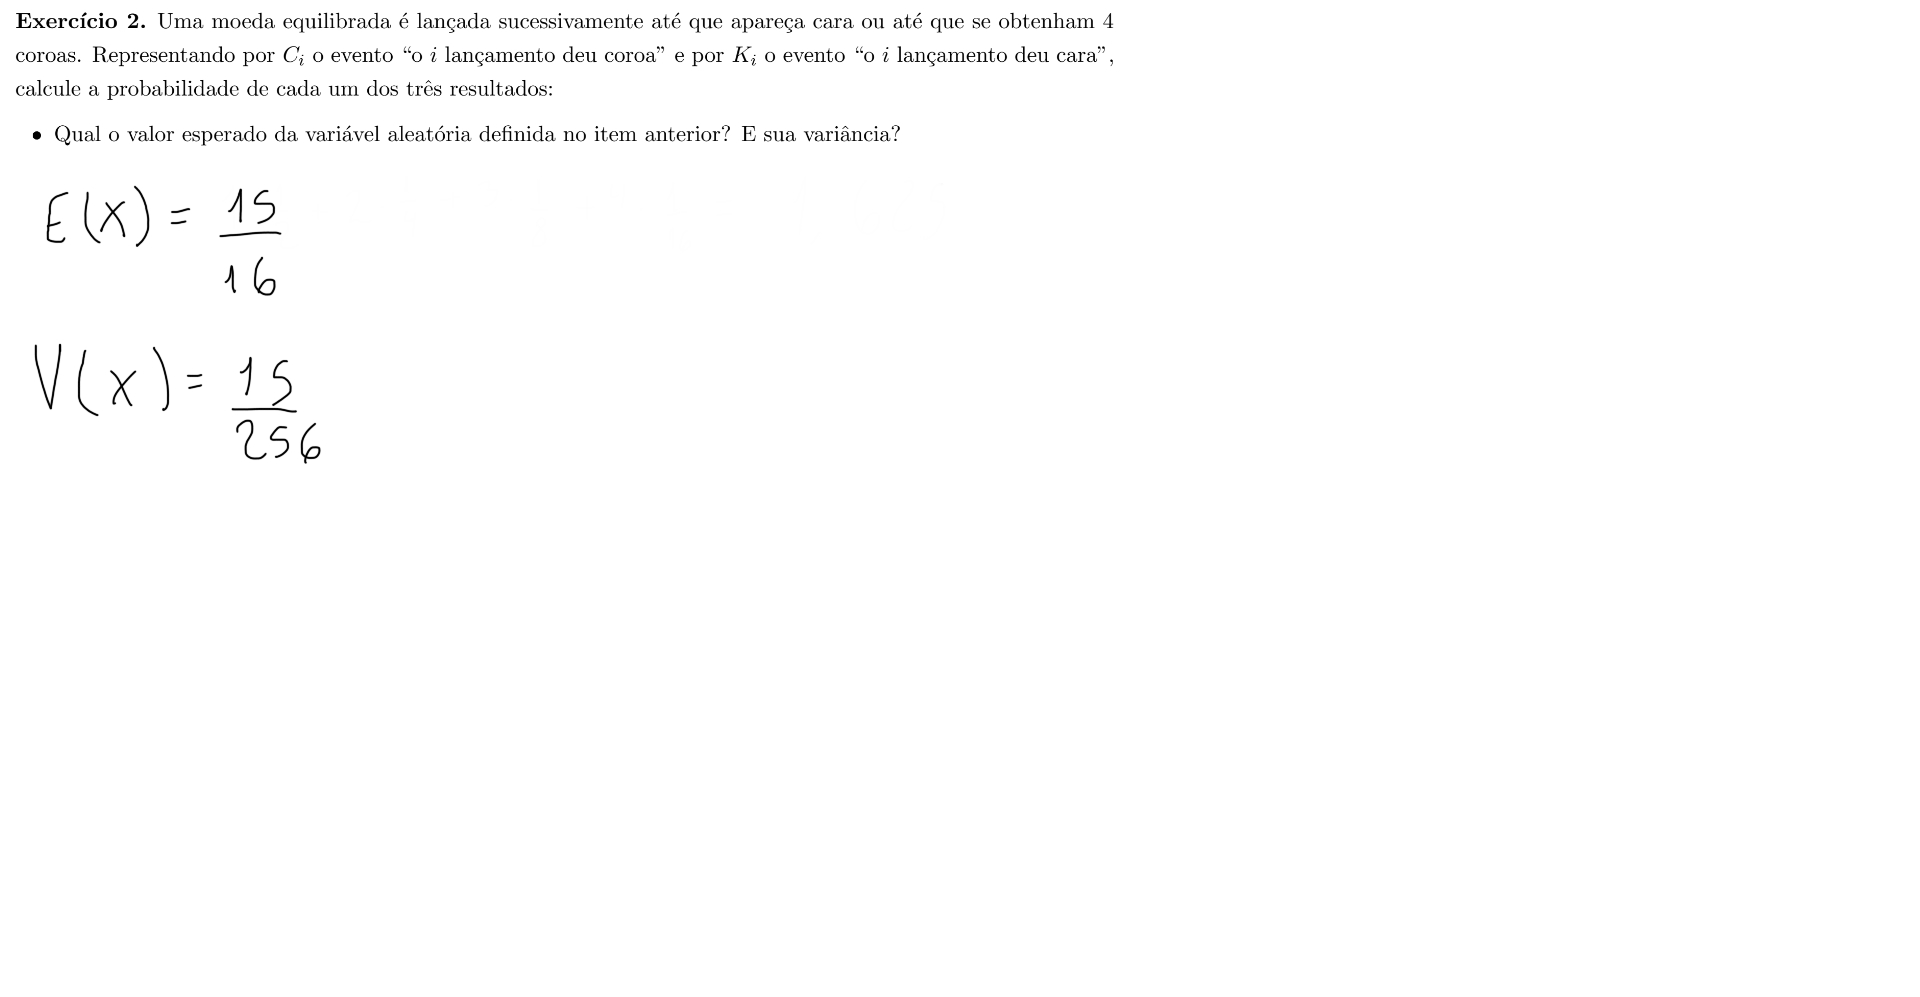 Exercício 2. Uma moeda equilibrada é lançada sucessivamente até que apareça cara ou até que se obtenham 4
coroas. Representando por C_i o evento “o i lançamento deu coroa” e por K_i o evento “o i lançamento deu cara”,
calcule a probabilidade de cada um dos três resultados:
• Qual o valor esperado da variável aleatória definida no item anterior? E sua variância?
E(X) = 15/16
V(X) = 15/256